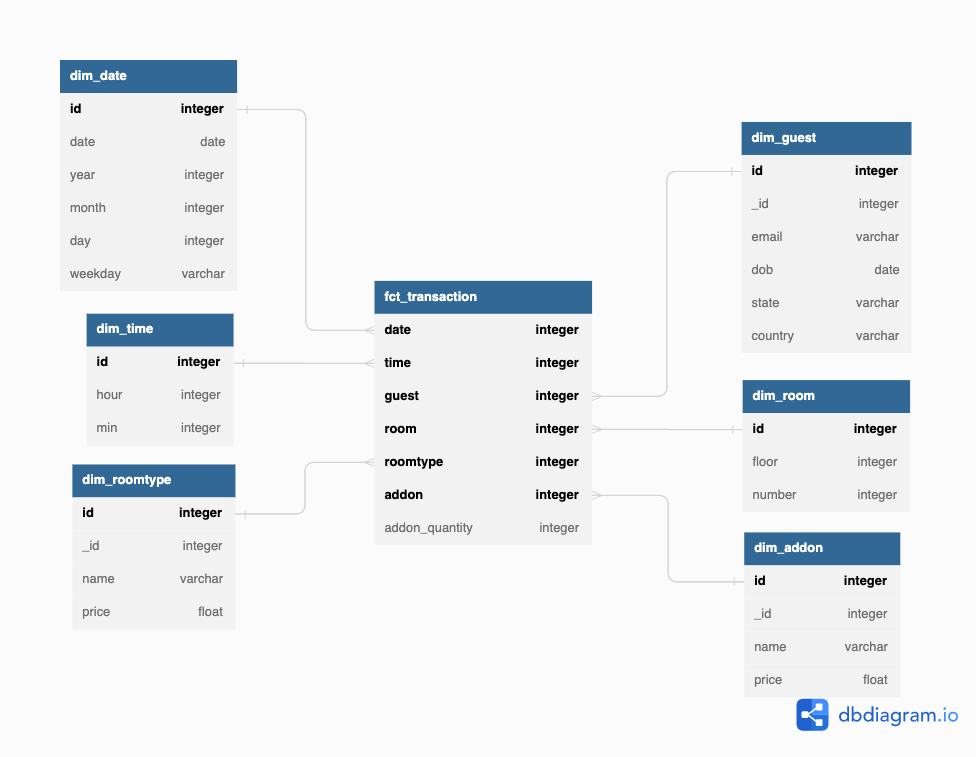 dim_date
id integer
date date
year integer
month integer
day integer
weekday varchar
dim_time
id integer
hour integer
min integer
dim_roomtype
id integer
_id integer
name varchar
price float
fct_transaction
date integer
time integer
guest integer
room integer
roomtype integer
addon integer
addon_quantity integer
dim_guest
id integer
_id integer
email varchar
dob date
state varchar
country varchar
dim_room
id integer
floor integer
number integer
dim_addon
id integer
_id integer
name varchar
price float
dbdiagram.io